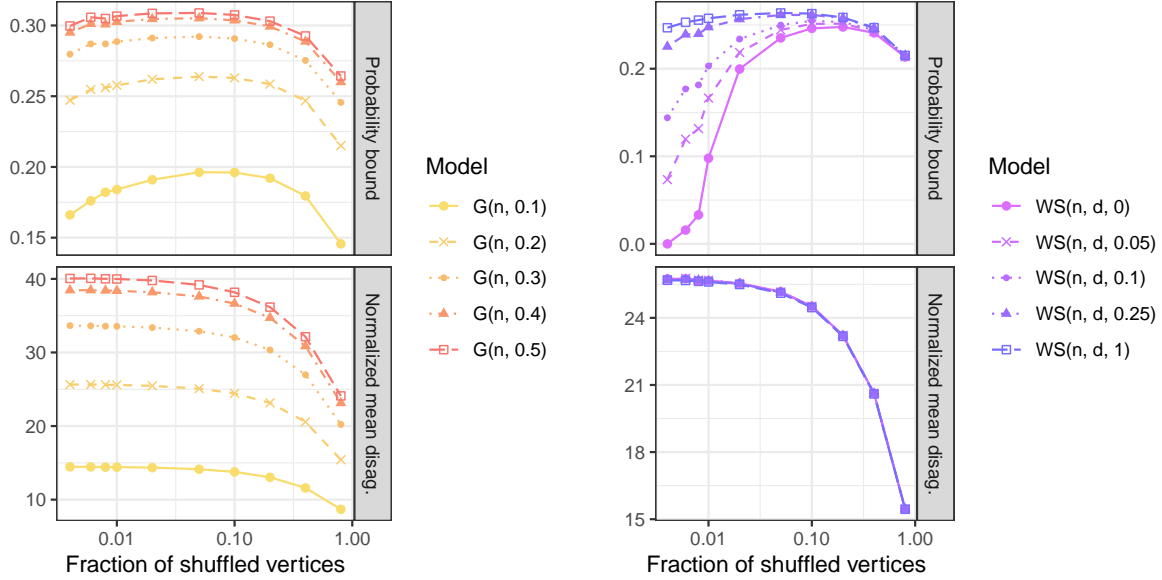 0.30
0.25
0.20
0.15
Probability bound
40
30
20
10
Normalized mean disag.
0.01
0.10
1.00
Fraction of shuffled vertices
Model
G(n, 0.1)
G(n, 0.2)
G(n, 0.3)
G(n, 0.4)
G(n, 0.5)
0.2
0.1
0.0
Probability bound
24
21
18
15
Normalized mean disag.
0.01
0.10
1.00
Fraction of shuffled vertices
Model
WS(n, d, 0)
WS(n, d, 0.05)
WS(n, d, 0.1)
WS(n, d, 0.25)
WS(n, d, 1)